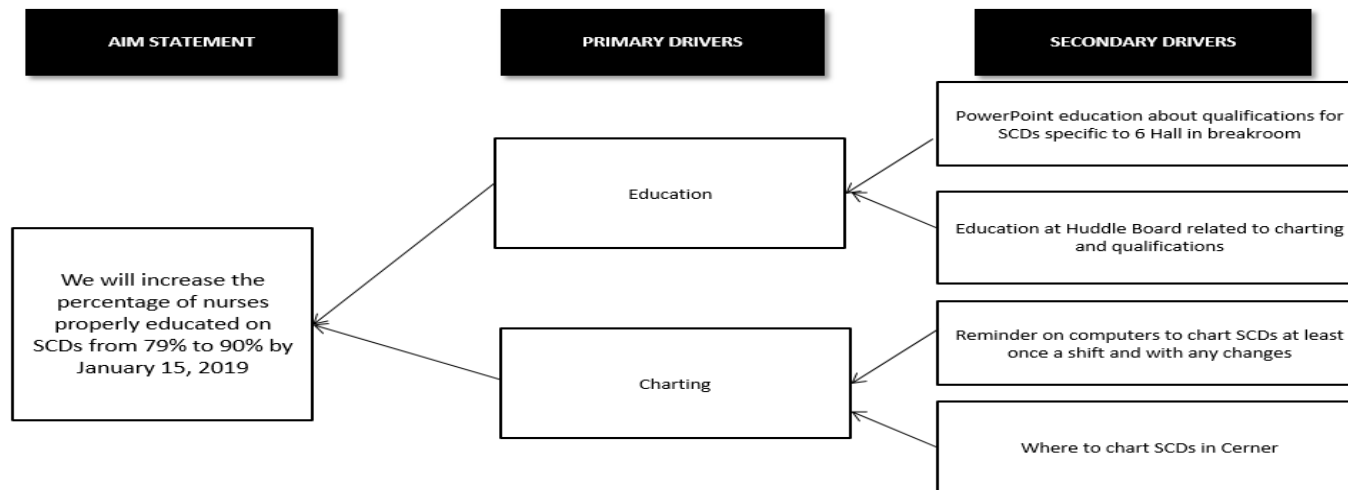 AIM STATEMENT
PRIMARY DRIVERS
SECONDARY DRIVERS
We will increase the
percentage of nurses
properly educated on
SCDs from 79% to 90% by
January 15, 2019
Education
Charting
PowerPoint education about qualifications for
SCDs specific to 6 Hall in breakroom
Education at Huddle Board related to charting
and qualifications
Reminder on computers to chart SCDs at least
once a shift and with any changes
Where to chart SCDs in Cerner